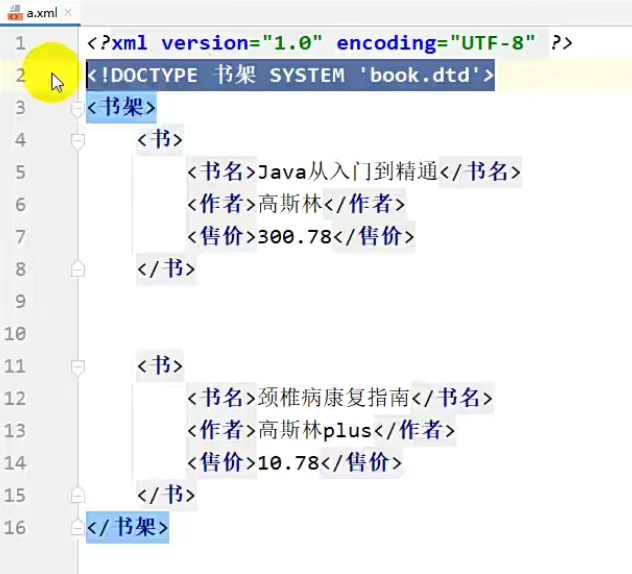 a.xml
1 <?xml version="1.0" encoding="UTF-8" ?>
2 <!DOCTYPE 书架 SYSTEM 'book.dtd'>
3 <书架>
4 <书>
5 <书名>Java从入门到精通</书名>
6 <作者>高斯林</作者>
7 <售价>300.78</售价>
8 </书>
9
10
11 <书>
12 <书名>颈椎病康复指南</书名>
13 <作者>高斯林plus</作者>
14 <售价>10.78</售价>
15 </书>
16 </书架>